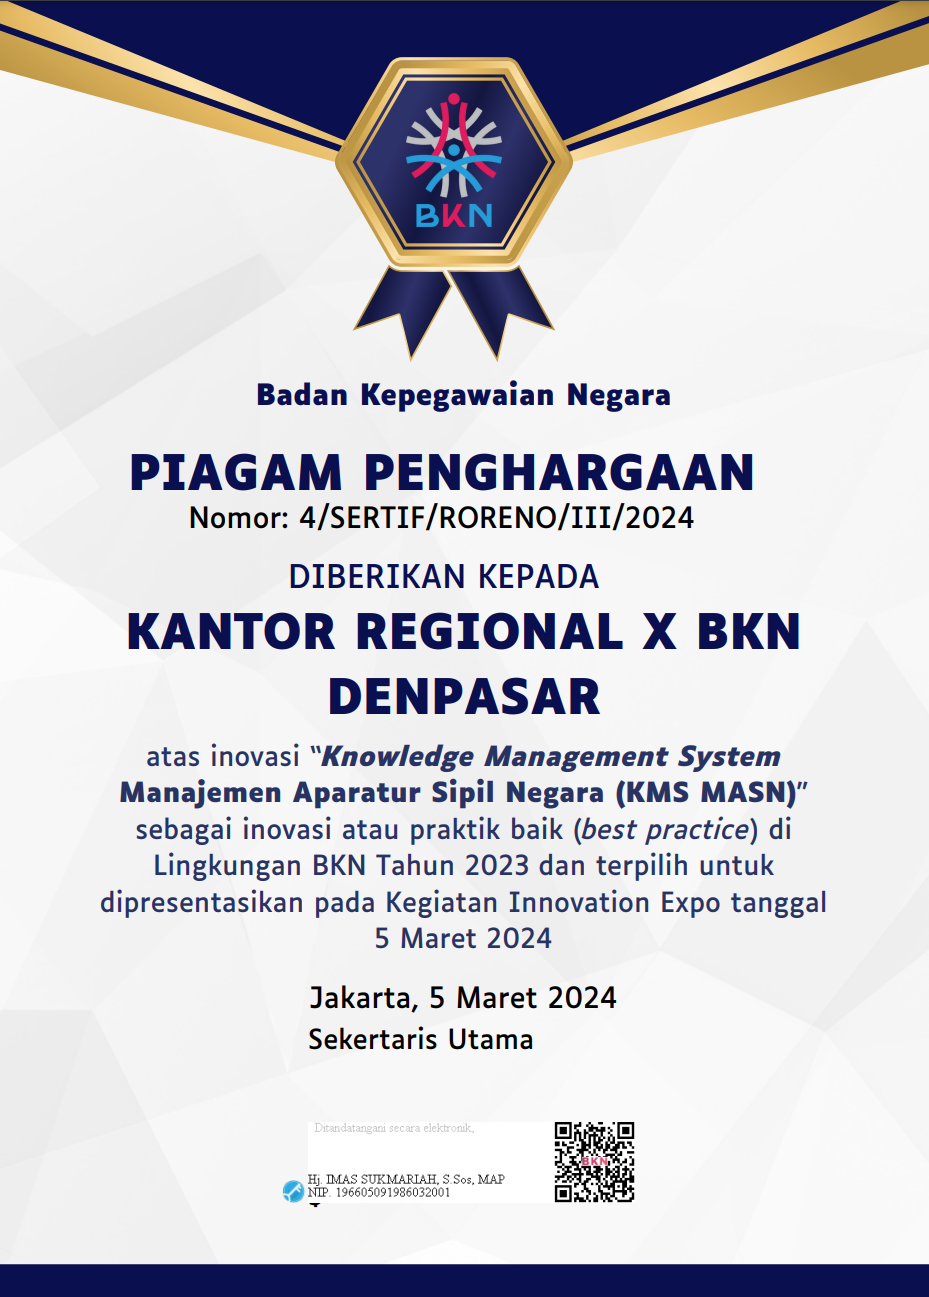 BKN
Badan Kepegawaian Negara
PIAGAM PENGHARGAAN
Nomor: 4/SERTIF/RORENO/III/2024
DIBERIKAN KEPADA
KANTOR REGIONAL X BKN
DENPASAR
atas inovasi “Knowledge Management System
Manajemen Aparatur Sipil Negara (KMS MASN)”
sebagai inovasi atau praktik baik (best practice) di
Lingkungan BKN Tahun 2023 dan terpilih untuk
dipresentasikan pada Kegiatan Innovation Expo tanggal
5 Maret 2024
Jakarta, 5 Maret 2024
Sekertaris Utama
Ditandatangani secara elektronik,
Hj. IMAS SUKMARIAH, S.Sos, MAP
NIP. 196605091986032001
BKN